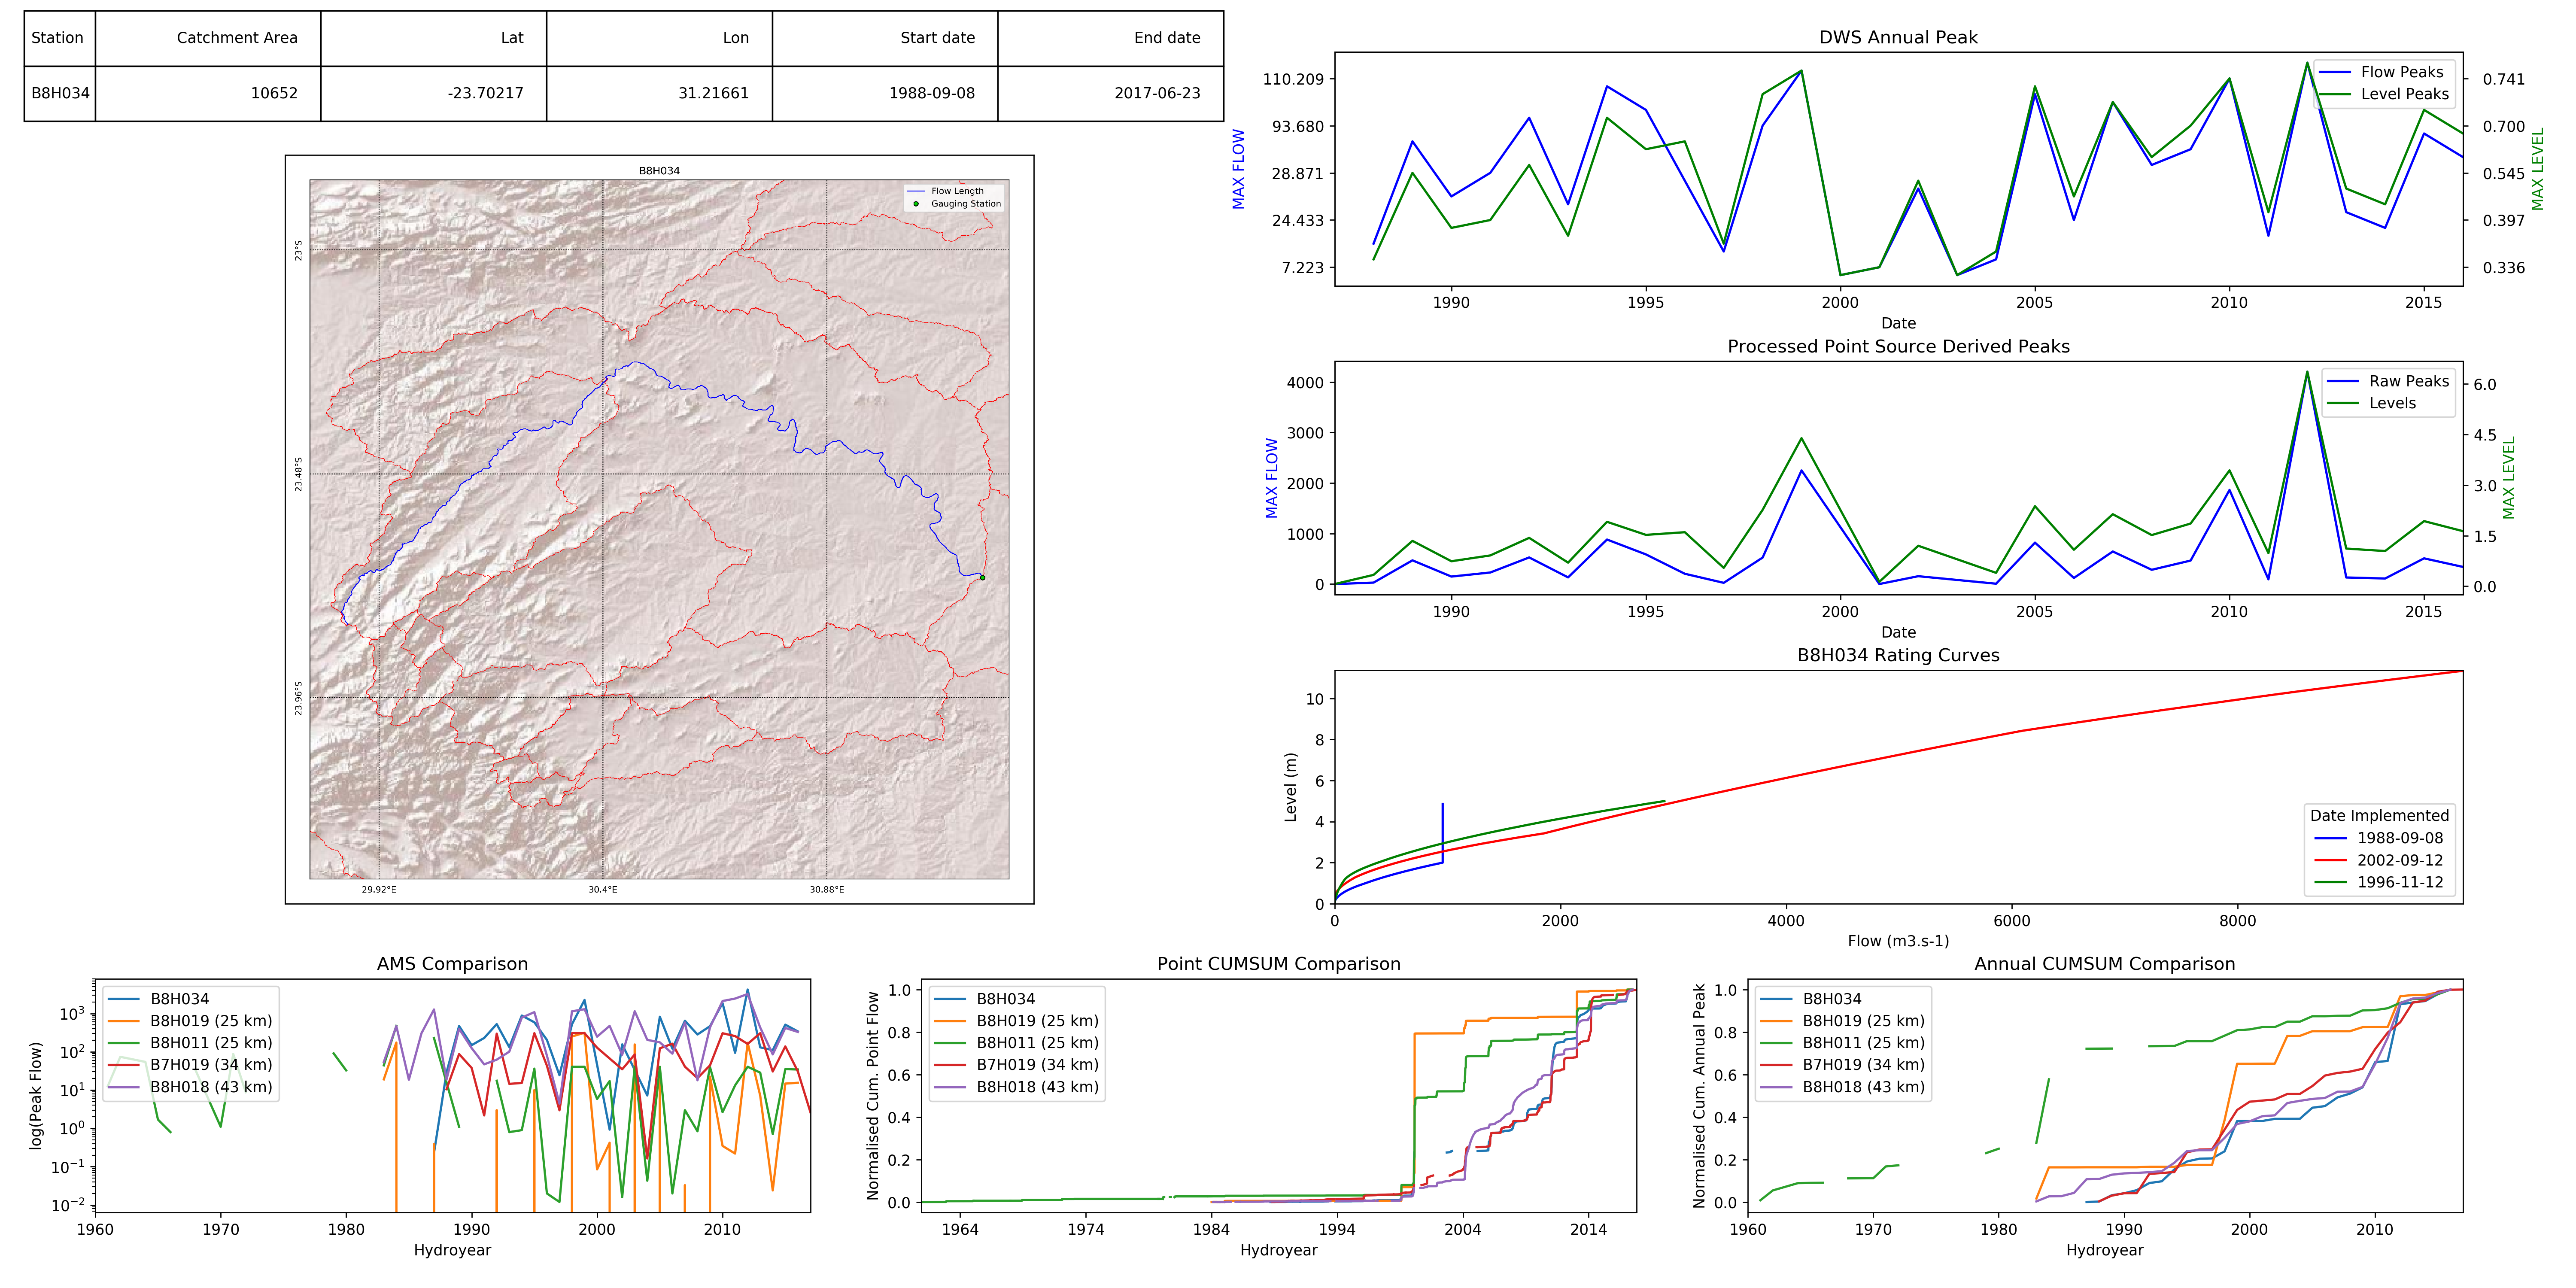 Station Catchment Area Lat Lon Start date End date
B8H034 10652 -23.70217 31.21661 1988-09-08 2017-06-23
B8H034
Flow Length
Gauging Station
23°S
23.48°S
23.96°S
29.92°E 30.4°E 30.88°E
DWS Annual Peak
MAX FLOW
110.209
93.680
28.871
24.433
7.223
Flow Peaks
Level Peaks
0.741
0.700
0.545
0.397
0.336
MAX LEVEL
1990 1995 2000 2005 2010 2015
Date
Processed Point Source Derived Peaks
MAX FLOW
4000
3000
2000
1000
0
Raw Peaks
Levels
6.0
4.5
3.0
1.5
0.0
MAX LEVEL
1990 1995 2000 2005 2010 2015
Date
B8H034 Rating Curves
Level (m)
10
8
6
4
2
0
Date Implemented
1988-09-08
2002-09-12
1996-11-12
0 2000 4000 6000 8000
Flow (m3.s-1)
AMS Comparison
log(Peak Flow)
10³
10²
10¹
10⁰
10⁻¹
10⁻²
B8H034
B8H019 (25 km)
B8H011 (25 km)
B7H019 (34 km)
B8H018 (43 km)
1960 1970 1980 1990 2000 2010
Hydroyear
Point CUMSUM Comparison
Normalised Cum. Point Flow
1.0
0.8
0.6
0.4
0.2
0.0
B8H034
B8H019 (25 km)
B8H011 (25 km)
B7H019 (34 km)
B8H018 (43 km)
1964 1974 1984 1994 2004 2014
Hydroyear
Annual CUMSUM Comparison
Normalised Cum. Annual Peak
1.0
0.8
0.6
0.4
0.2
0.0
B8H034
B8H019 (25 km)
B8H011 (25 km)
B7H019 (34 km)
B8H018 (43 km)
1960 1970 1980 1990 2000 2010
Hydroyear